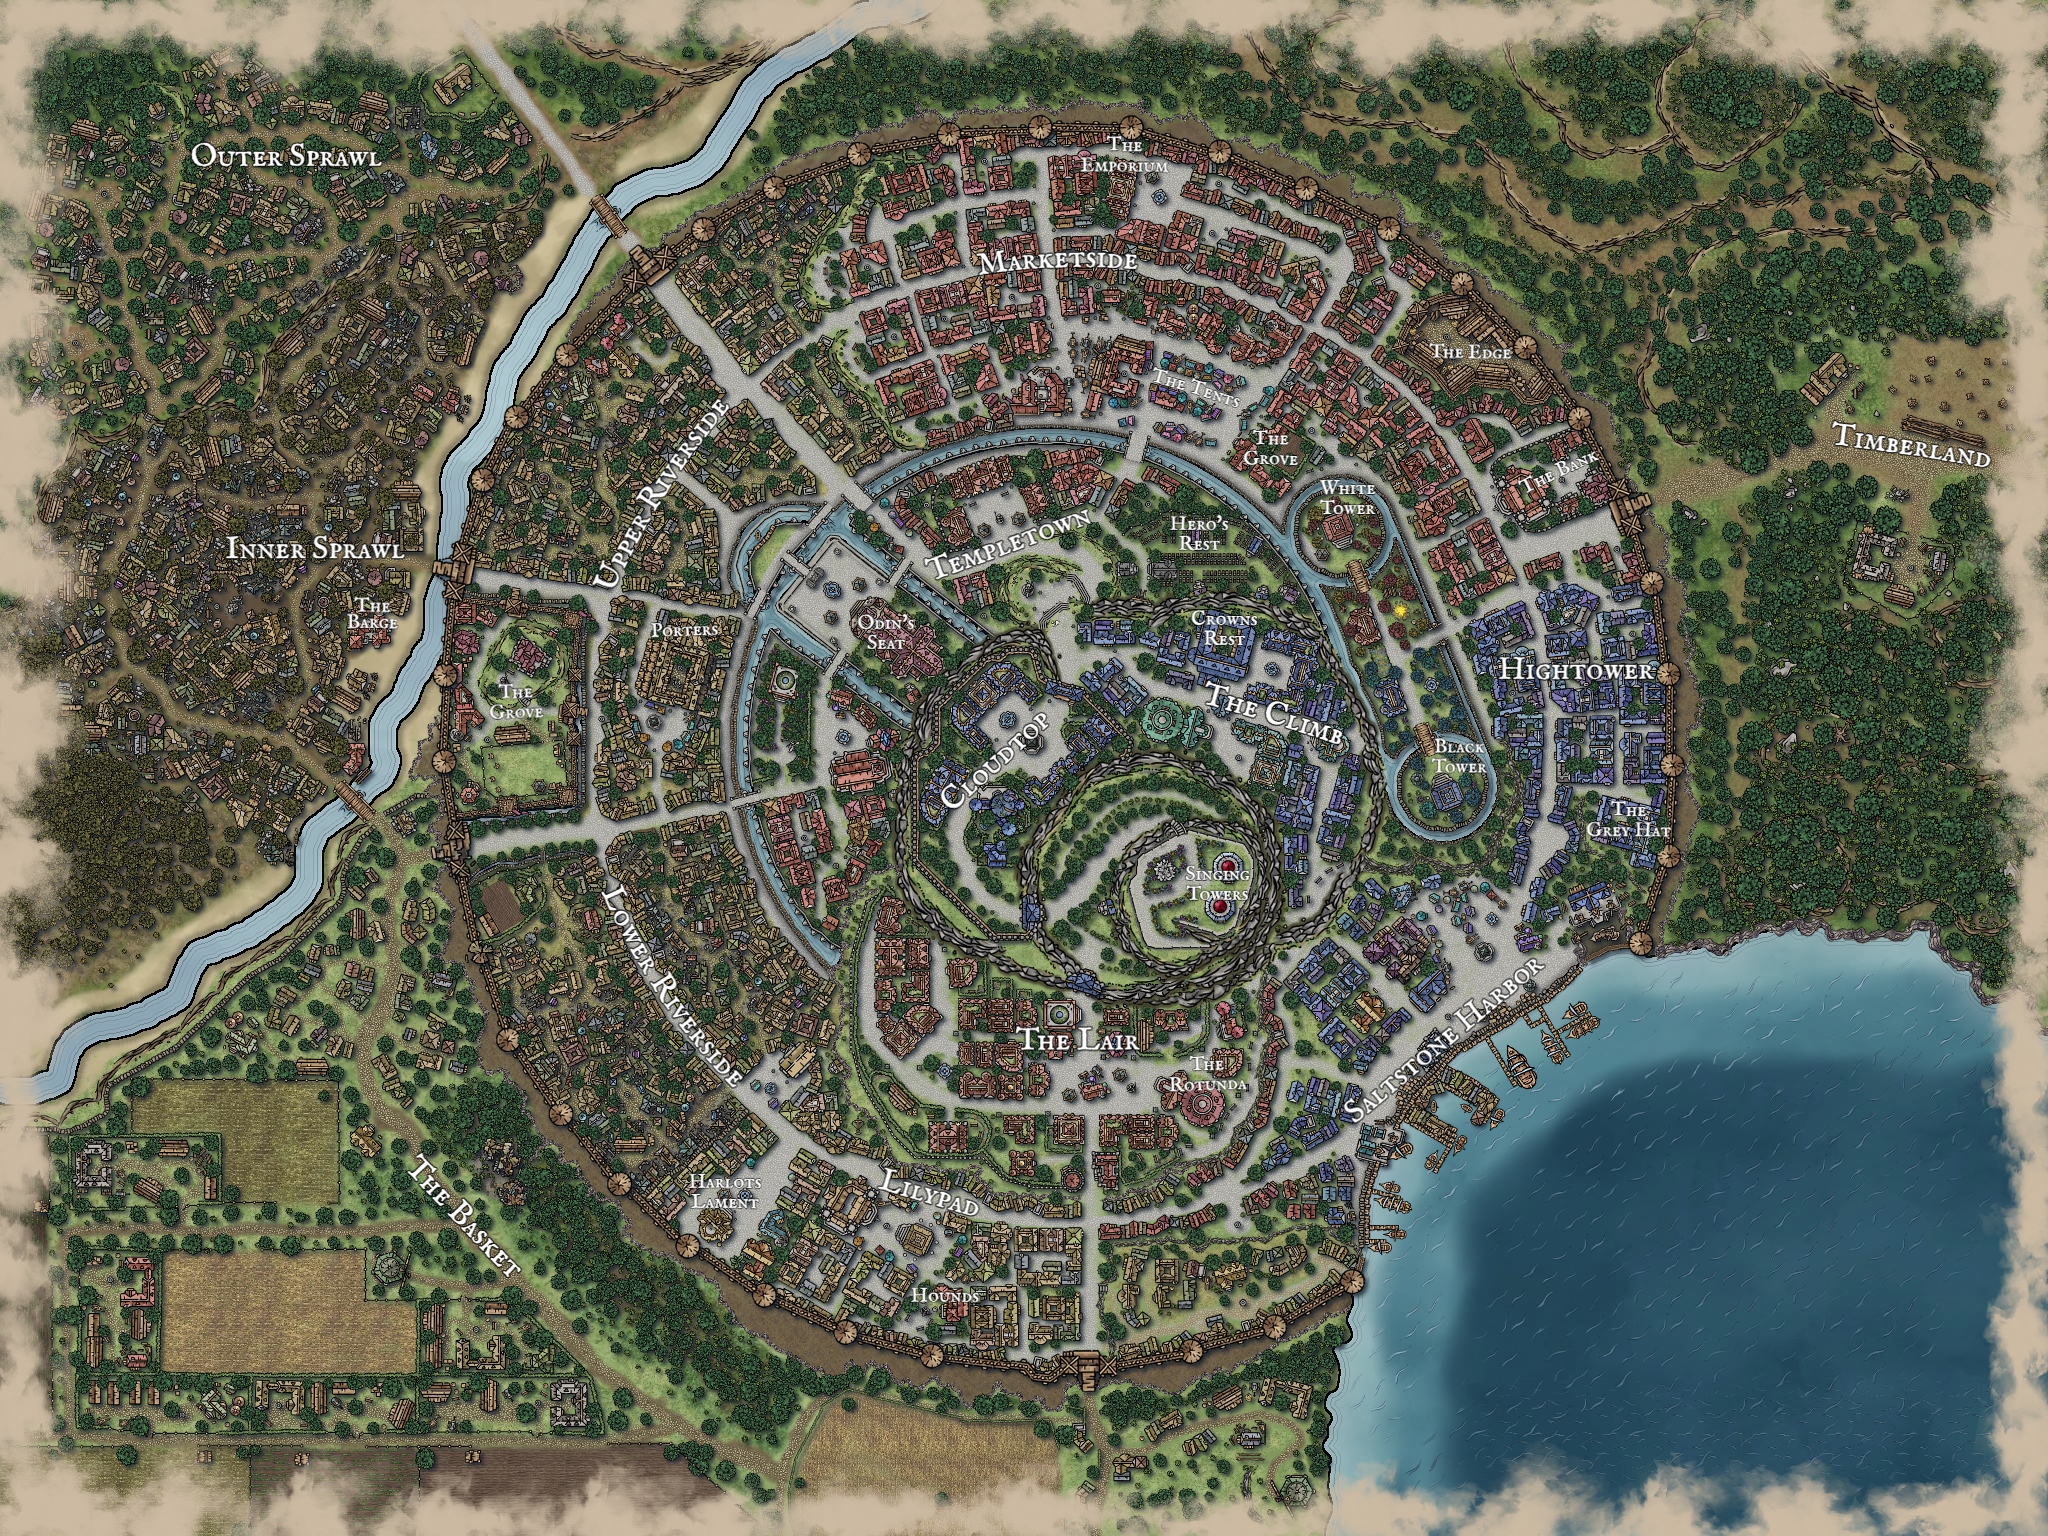 The
Emporium
Outer Sprawl
Marketside
The Edge
The Tents
Timberland
The
Grove
The Bank
Upper Riverside
White
Tower
Templetown
Hero's
Rest
Inner Sprawl
The
Barge
Porters
Odin's
Seat
Crowns
Rest
Hightower
The
Grove
The Climb
Cloudtop
Black
Tower
The
Grey Hat
Singing
Towers
Lower Riverside
Saltstone Harbor
The Lair
The
Rotunda
The Basket
Harlots
Lament
Lilypad
Hounds